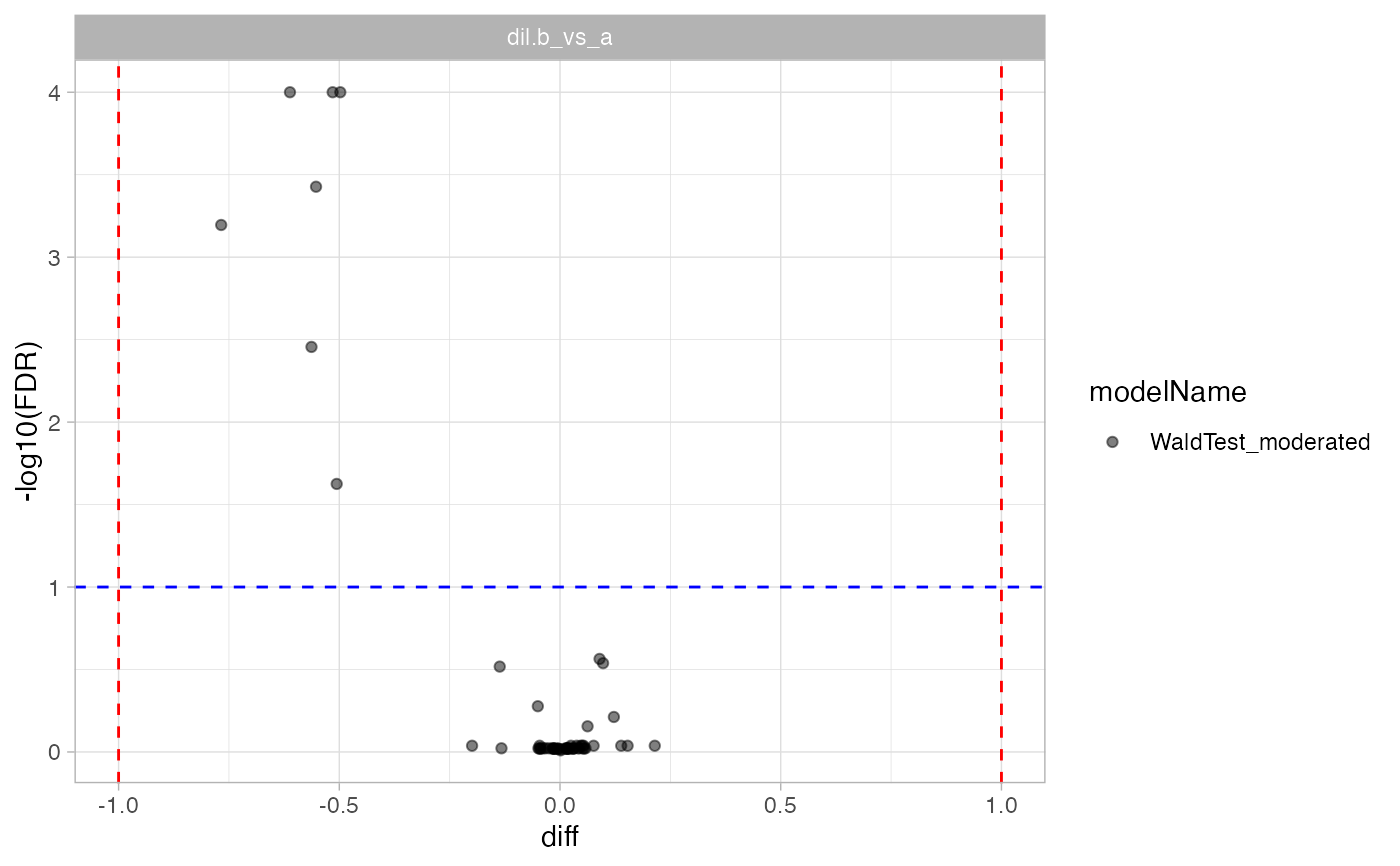 dil.b_vs_a
4
3
2
1
0
-log10(FDR)
-1.0 -0.5 0.0 0.5 1.0
diff
modelName
WaldTest_moderated